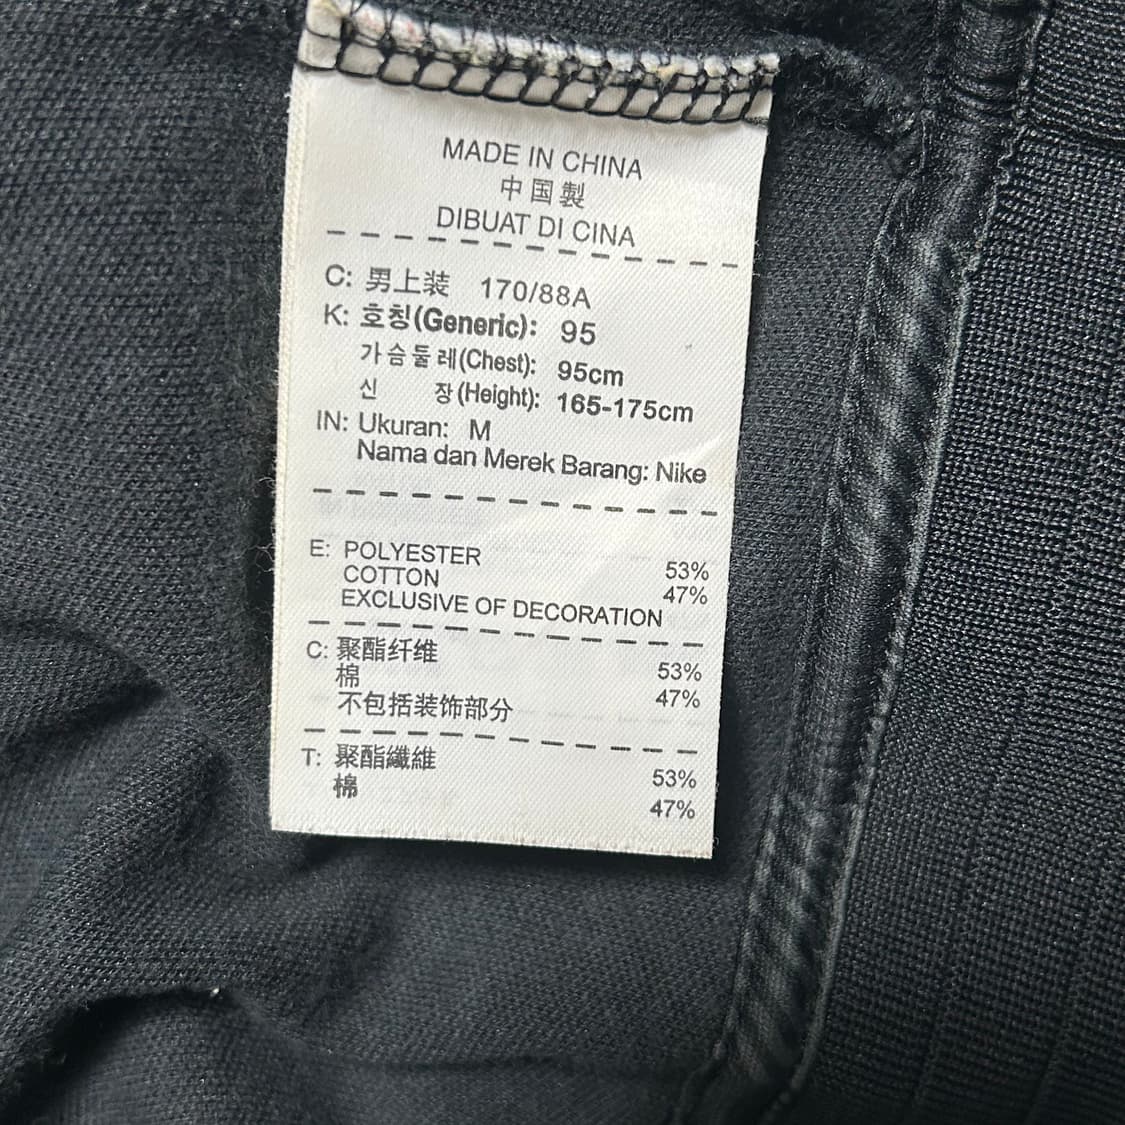 MADE IN CHINA
中国製
DIBUAT DI CINA
C: 男上装 170/88A
K: 호칭(Generic): 95
가슴둘레(Chest): 95cm
신 장(Height): 165-175cm
IN: Ukuran: M
Nama dan Merek Barang: Nike
E: POLYESTER 53%
COTTON 47%
EXCLUSIVE OF DECORATION
C: 聚酯纤维 53%
棉 47%
不包括装饰部分
T: 聚酯纖維 53%
棉 47%